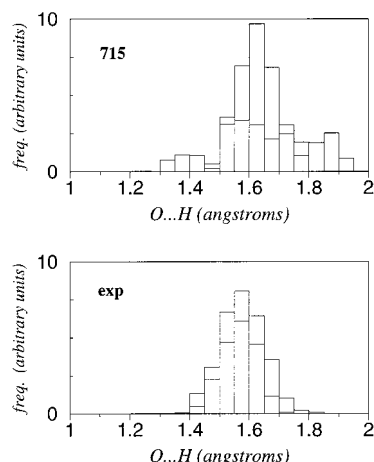 10
715
freq. (arbitrary units)
0
1 1.2 1.4 1.6 1.8 2
O...H (angstroms)
10
exp
freq. (arbitrary units)
0
1 1.2 1.4 1.6 1.8 2
O...H (angstroms)